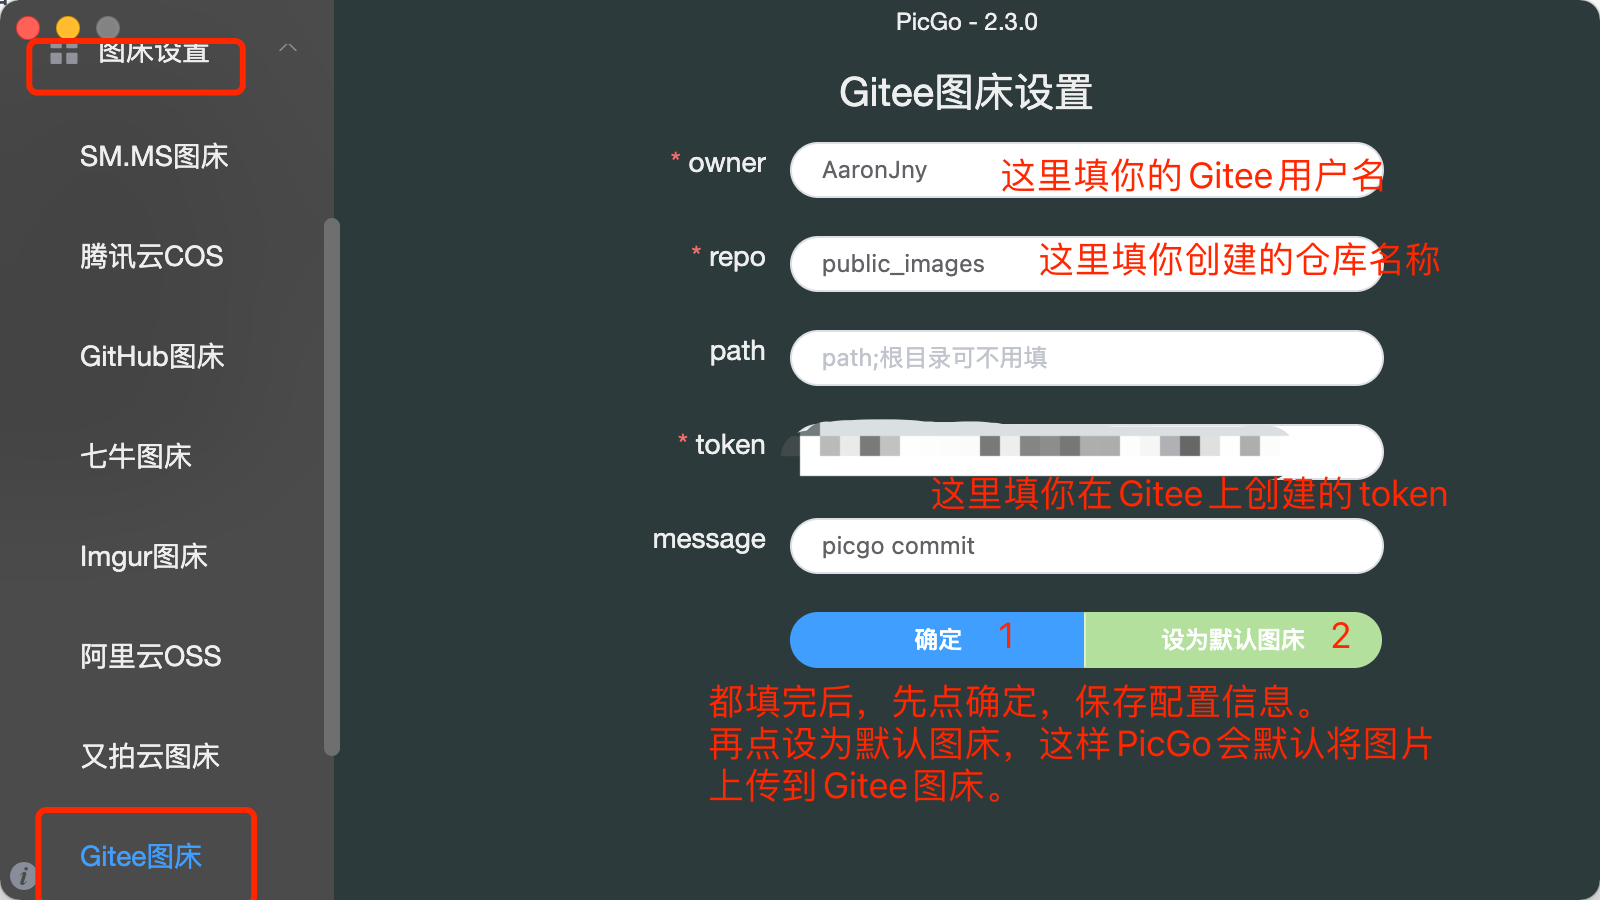 PicGo - 2.3.0
图床设置
SM.MS图床
腾讯云COS
GitHub图床
七牛图床
Imgur图床
阿里云OSS
又拍云图床
Gitee图床
Gitee图床设置
* owner
AaronJny
这里填你的Gitee用户名
* repo
public_images
这里填你创建的仓库名称
path
path;根目录可不用填
* token
这里填你在Gitee上创建的token
message
picgo commit
确定 1
设为默认图床 2
都填完后，先点确定，保存配置信息。
再点设为默认图床，这样PicGo会默认将图片
上传到Gitee图床。